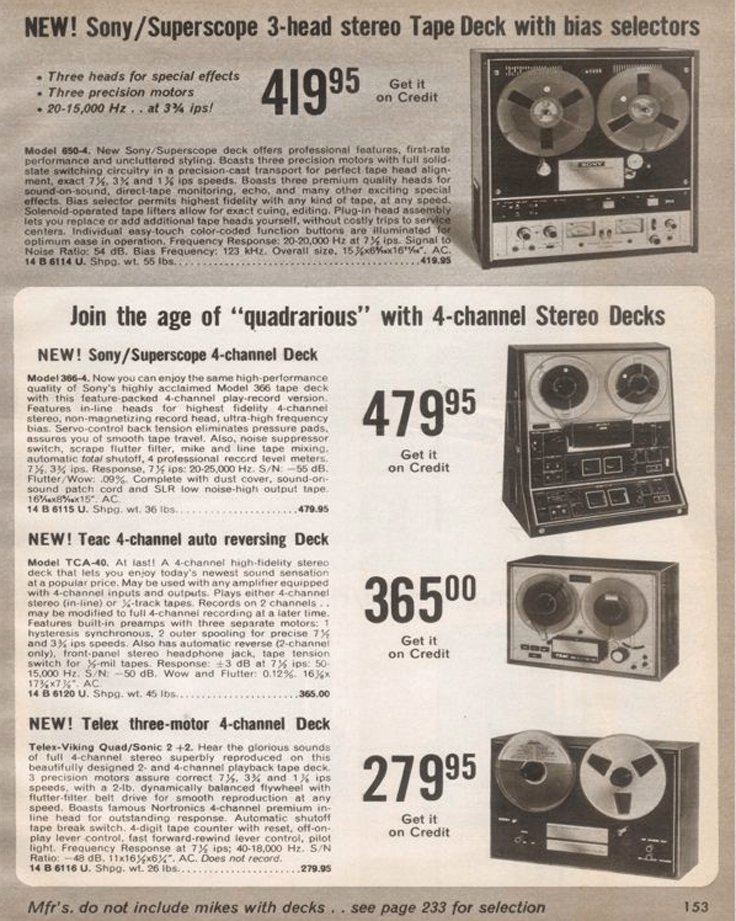 NEW! Sony/Superscope 3-head stereo Tape Deck with bias selectors
• Three heads for special effects
• Three precision motors
• 20-15,000 Hz . . at 3¾ ips!
419⁹⁵
Get it
on Credit
Model 650-4. New Sony/Superscope deck offers professional features, first-rate
performance and uncluttered styling. Boasts three precision motors with full solid-
state switching circuitry in a precision-cast transport for perfect tape head align-
ment, exact 7½, 3¾ and 1⅞ ips speeds. Boasts three premium quality heads for
sound-on-sound, direct-tape monitoring, echo, and many other exciting special
effects. Bias selector permits highest fidelity with any kind of tape, at any speed.
Solenoid-operated tape lifters allow for exact cuing, editing. Plug-in head assembly
lets you replace or add additional tape heads yourself, without costly trips to service
centers. Individual easy-touch color-coded function buttons are illuminated for
optimum ease in operation. Frequency Response: 20-20,000 Hz at 7½ ips. Signal to
Noise Ratio: 54 dB. Bias Frequency: 123 kHz. Overall size, AC.
14 B 6114 U. Shpg. wt. 55 lbs. 419.95
SONY
Join the age of "quadrarious" with 4-channel Stereo Decks
NEW! Sony/Superscope 4-channel Deck
Model 366-4. Now you can enjoy the same high-performance
quality of Sony's highly acclaimed Model 366 tape deck
with this feature-packed 4-channel play-record version.
Features in-line heads for highest fidelity 4-channel
stereo, non-magnetizing record head, ultra-high frequency
bias. Servo-control back tension eliminates pressure pads,
assures you of smooth tape travel. Also, noise suppressor
switch, scrape flutter filter, mike and line tape mixing,
automatic total shutoff, 4 professional record level meters.
7½, 3¾ ips. Response, 7½ ips: 20-25,000 Hz. S/N: −55 dB.
Flutter/Wow: .09%. Complete with dust cover, sound-on-
sound patch cord and SLR low noise-high output tape.
AC.
14 B 6115 U. Shpg. wt. 36 lbs. 479.95
479⁹⁵
Get it
on Credit
NEW! Teac 4-channel auto reversing Deck
Model TCA-40. At last! A 4-channel high-fidelity stereo
deck that lets you enjoy today's newest sound sensation
at a popular price. May be used with any amplifier equipped
with 4-channel inputs and outputs. Plays either 4-channel
stereo (in-line) or ¼-track tapes. Records on 2 channels . .
may be modified to full 4-channel recording at a later time.
Features built-in preamps with three separate motors: 1
hysteresis synchronous, 2 outer spooling for precise 7½
and 3¾ ips speeds. Also has automatic reverse (2-channel
only), front-panel stereo headphone jack, tape tension
switch for ½-mil tapes. Response: ±3 dB at 7½ ips: 50-
15,000 Hz. S/N: −50 dB. Wow and Flutter: 0.12%.
AC.
14 B 6120 U. Shpg. wt. 45 lbs. 365.00
365⁰⁰
Get it
on Credit
TEAC
NEW! Telex three-motor 4-channel Deck
Telex-Viking Quad/Sonic 2 +2. Hear the glorious sounds
of full 4-channel stereo superbly reproduced on this
beautifully designed 2- and 4-channel playback tape deck.
3 precision motors assure correct 7½, 3¾ and 1⅞ ips
speeds, with a 2-lb. dynamically balanced flywheel with
flutter-filter belt drive for smooth reproduction at any
speed. Boasts famous Nortronics 4-channel premium in-
line head for outstanding response. Automatic shutoff
tape break switch. 4-digit tape counter with reset, off-on-
play lever control, fast forward-rewind lever control, pilot
light. Frequency Response at 7½ ips; 40-18,000 Hz. S/N
Ratio: −48 dB. AC. Does not record.
14 B 6116 U. Shpg. wt. 26 lbs. 279.95
279⁹⁵
Get it
on Credit
Mfr's. do not include mikes with decks . . see page 233 for selection
153